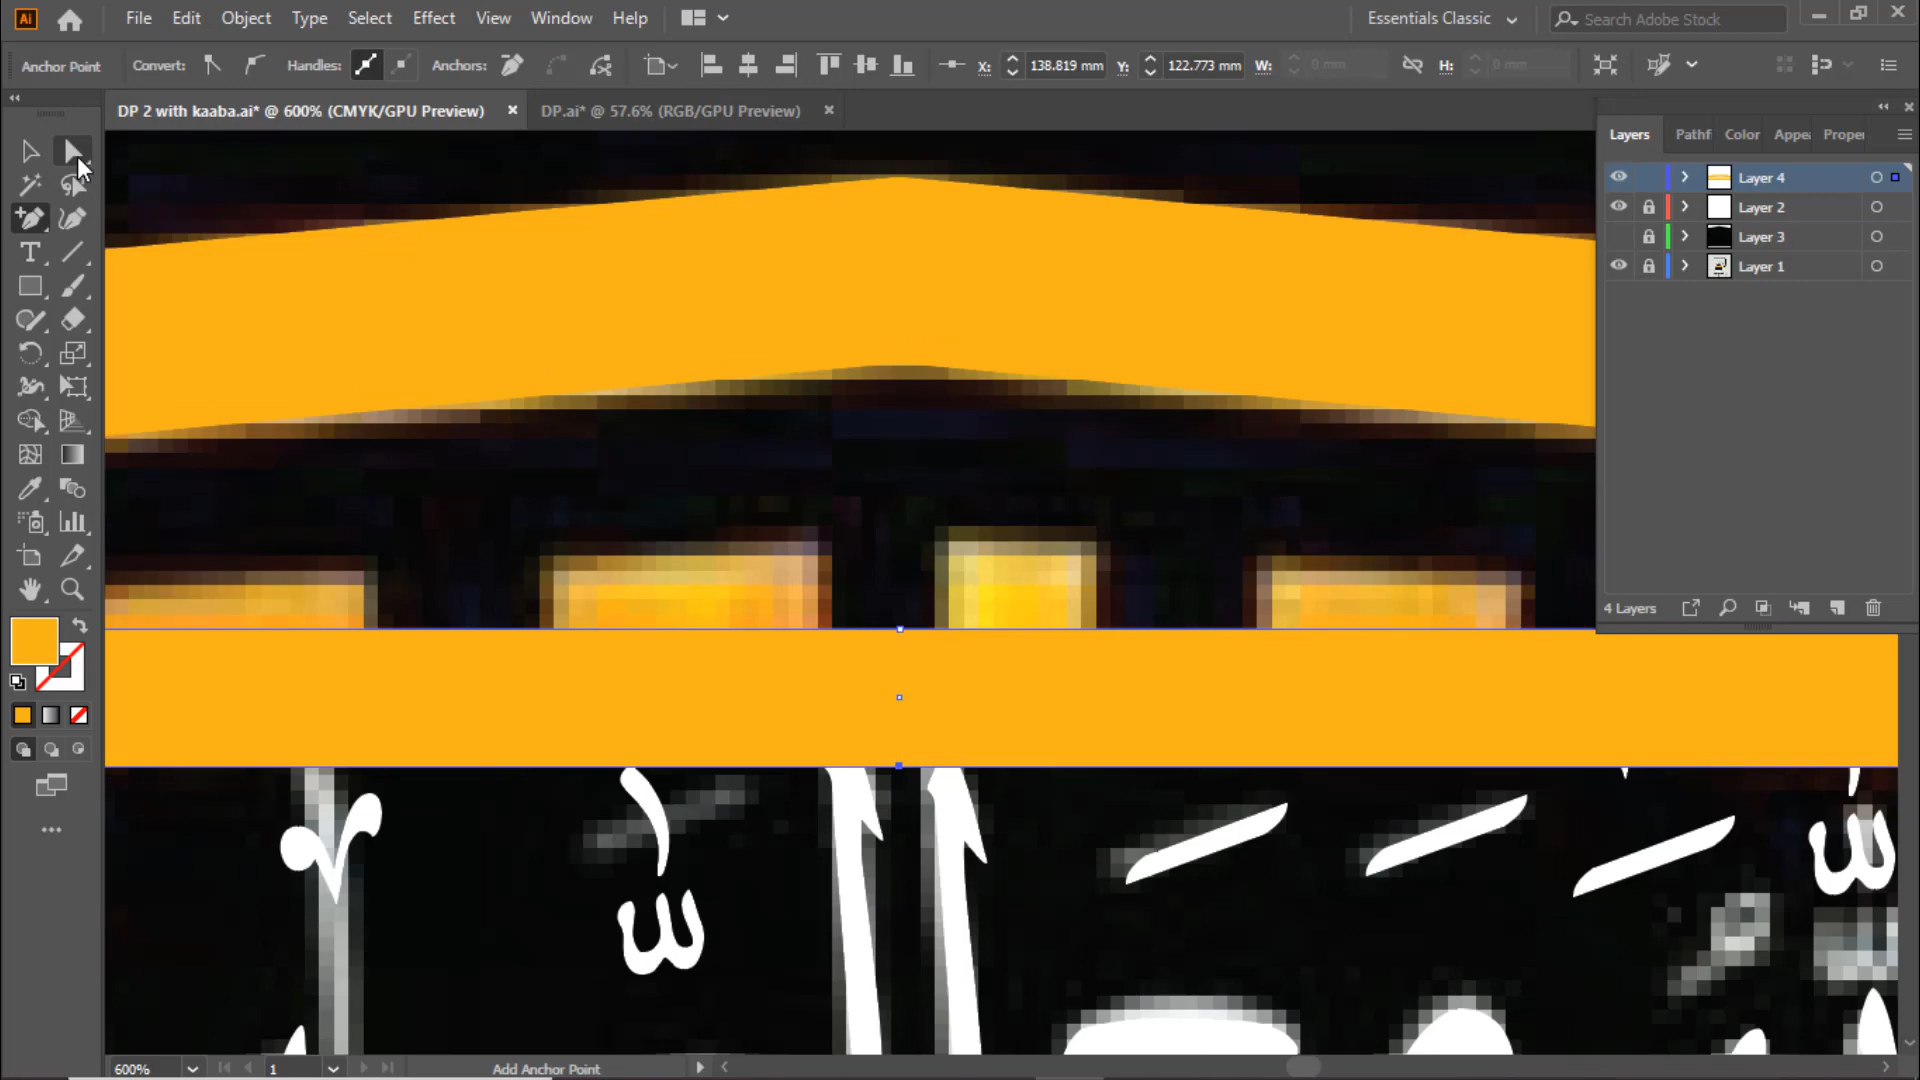 Ai File Edit Object Type Select Effect View Window Help Essentials Classic Search Adobe Stock
Anchor Point Convert: Handles: Anchors: X: 138.819 mm Y: 122.773 mm W: 0 mm H: 0 mm
DP 2 with kaaba.ai* @ 600% (CMYK/GPU Preview) DP.ai* @ 57.6% (RGB/GPU Preview)
Layers Pathf Color Appea Proper
Layer 4
Layer 2
Layer 3
Layer 1
4 Layers
600% 1 Add Anchor Point